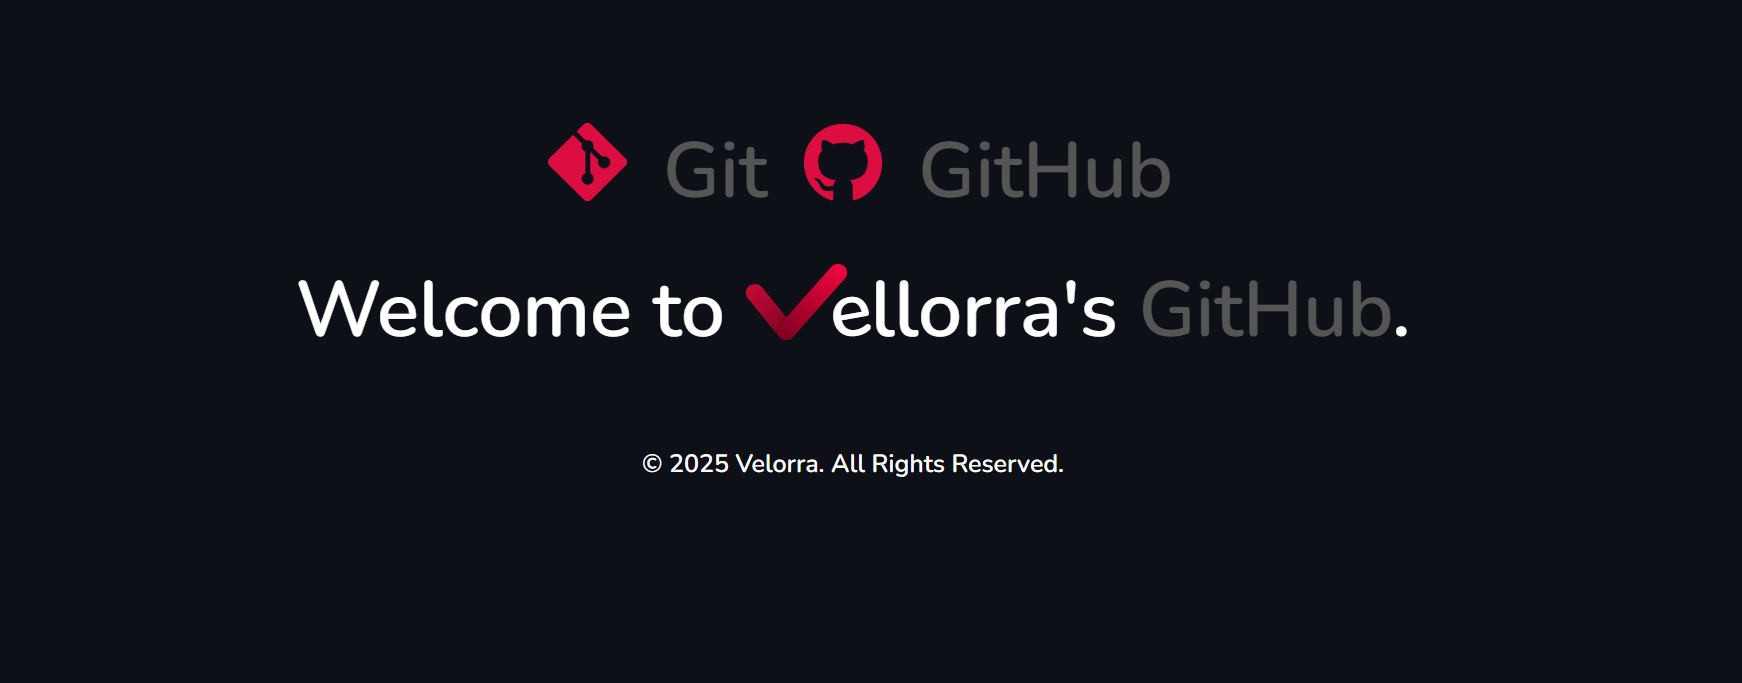 Git GitHub
Welcome to Vellorra's GitHub.
© 2025 Velorra. All Rights Reserved.